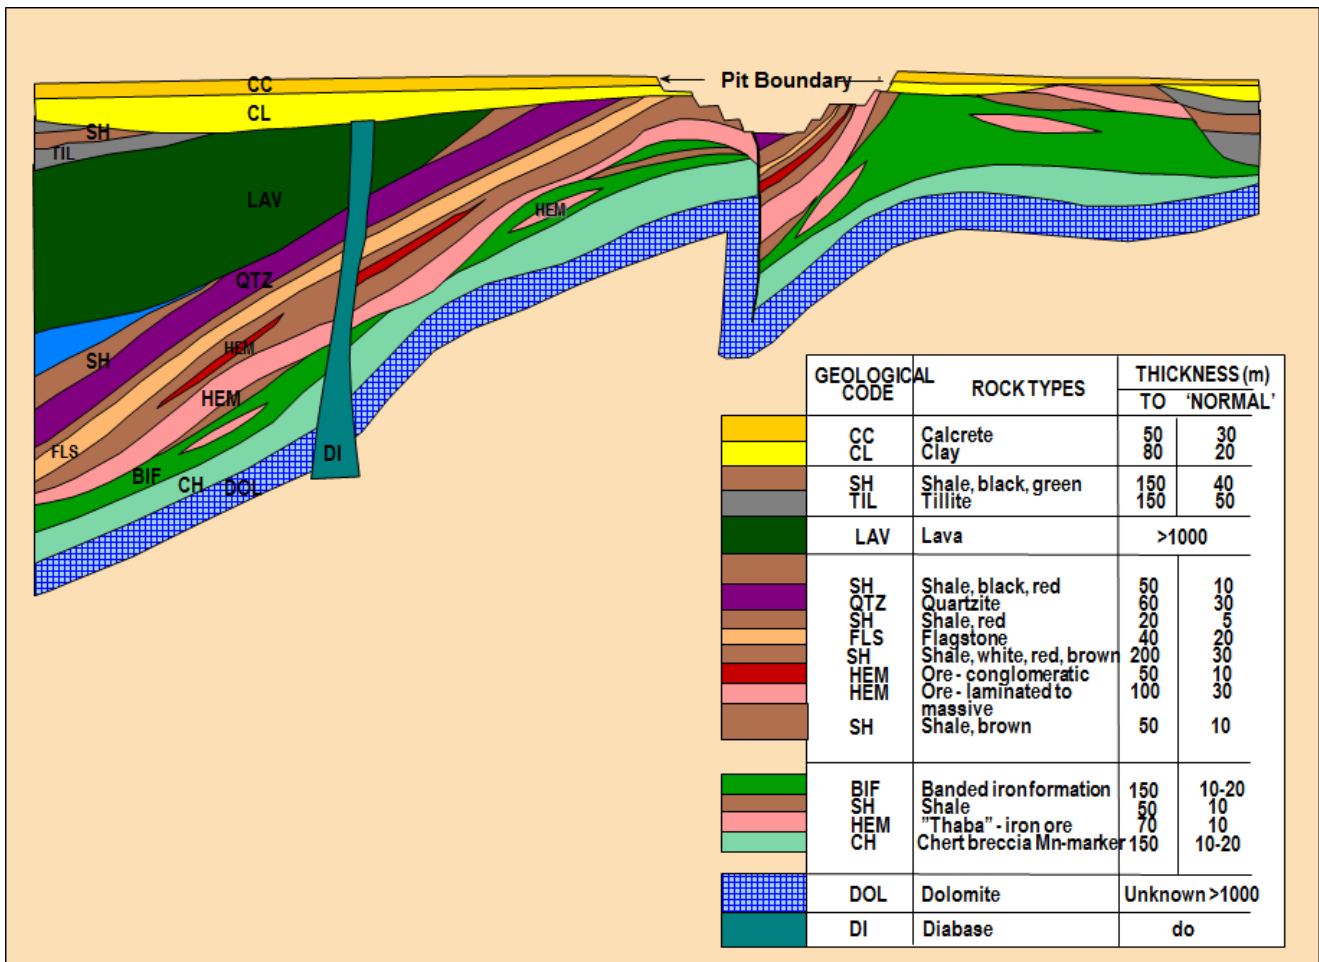 Pit Boundary
CC
CL
SH
TIL
LAV
HEM
QTZ
HEM
SH
HEM
FLS
DI
BIF
CH
DOL
GEOLOGICAL CODE ROCK TYPES THICKNESS (m)
TO 'NORMAL'
CC Calcrete 50 30
CL Clay 80 20
SH Shale, black, green 150 40
TIL Tillite 150 50
LAV Lava >1000
SH Shale, black, red 50 10
QTZ Quartzite 60 30
SH Shale, red 20 5
FLS Flagstone 40 20
SH Shale, white, red, brown 200 30
HEM Ore - conglomeratic 50 10
HEM Ore - laminated to 100 30
massive
SH Shale, brown 50 10
BIF Banded iron formation 150 10-20
SH Shale 50 10
HEM "Thaba" - iron ore 70 10
CH Chert breccia Mn-marker 150 10-20
DOL Dolomite Unknown >1000
DI Diabase do